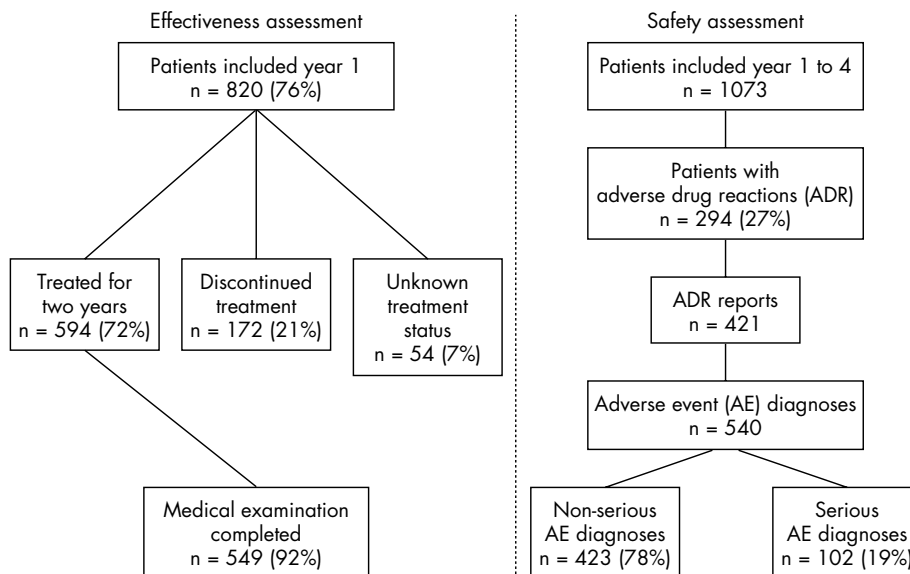 Effectiveness assessment
Patients included year 1
n = 820 (76%)
Treated for
two years
n = 594 (72%)
Discontinued
treatment
n = 172 (21%)
Unknown
treatment
status
n = 54 (7%)
Medical examination
completed
n = 549 (92%)
Safety assessment
Patients included year 1 to 4
n = 1073
Patients with
adverse drug reactions (ADR)
n = 294 (27%)
ADR reports
n = 421
Adverse event (AE) diagnoses
n = 540
Non-serious
AE diagnoses
n = 423 (78%)
Serious
AE diagnoses
n = 102 (19%)